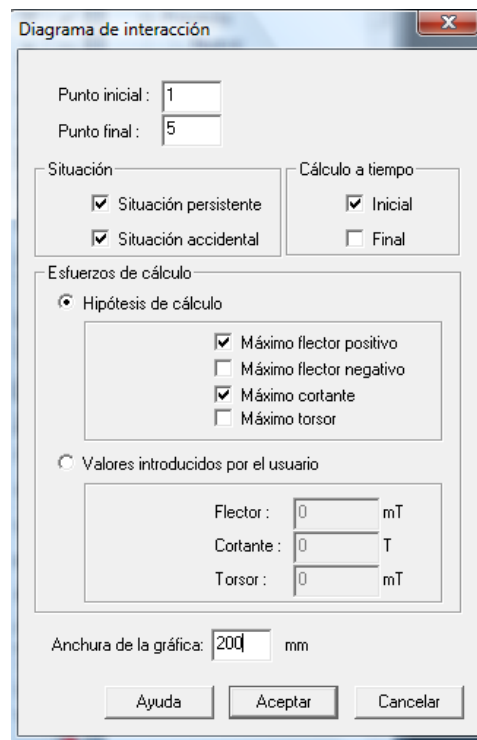 Diagrama de interacción
Punto inicial : 1
Punto final : 5
Situación
Situación persistente
Situación accidental
Cálculo a tiempo
Inicial
Final
Esfuerzos de cálculo
Hipótesis de cálculo
Máximo flector positivo
Máximo flector negativo
Máximo cortante
Máximo torsor
Valores introducidos por el usuario
Flector : 0 mT
Cortante : 0 T
Torsor : 0 mT
Anchura de la gráfica: 200 mm
Ayuda Aceptar Cancelar